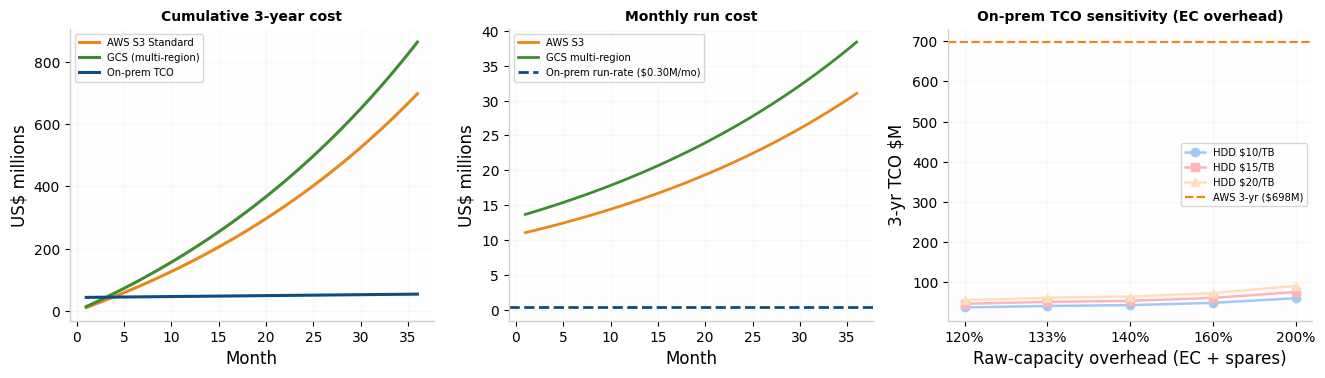 Cumulative 3-year cost
AWS S3 Standard
GCS (multi-region)
On-prem TCO
US$ millions
800
600
400
200
0
0 5 10 15 20 25 30 35
Month
Monthly run cost
AWS S3
GCS multi-region
On-prem run-rate ($0.30M/mo)
US$ millions
40
35
30
25
20
15
10
5
0
0 5 10 15 20 25 30 35
Month
On-prem TCO sensitivity (EC overhead)
3-yr TCO $M
700
600
500
400
300
200
100
HDD $10/TB
HDD $15/TB
HDD $20/TB
AWS 3-yr ($698M)
120% 133% 140% 160% 200%
Raw-capacity overhead (EC + spares)